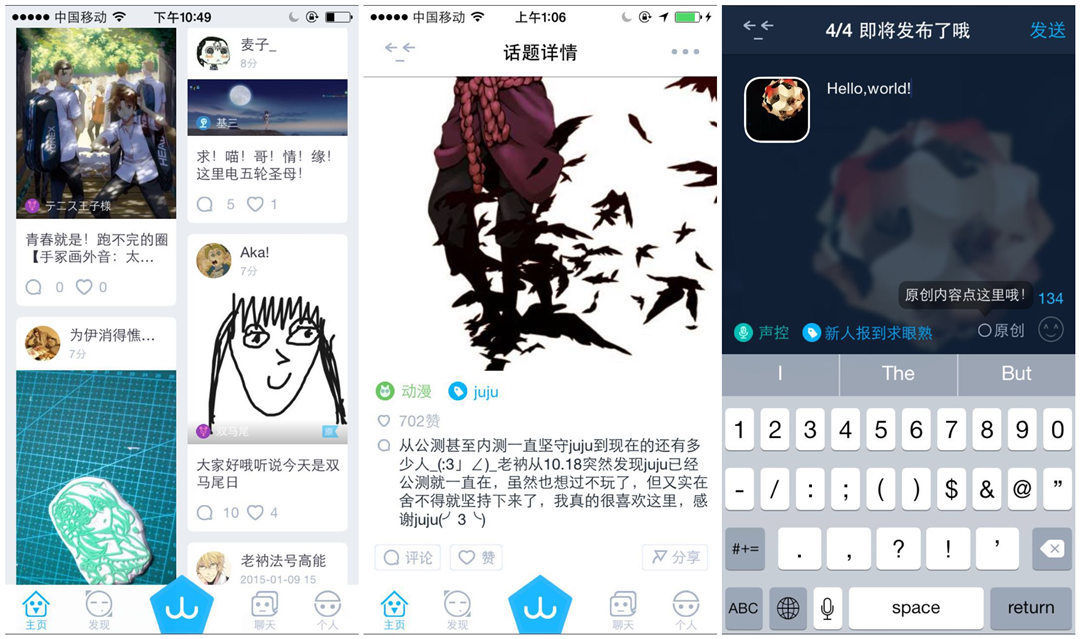 中国移动
下午10:49
テニス王子様
青春就是！跑不完的圈
【手冢画外音：太...
0
0
为伊消得憔...
7分
麦子_
8分
基三
求！喵！哥！情！缘！
这里电五轮圣母！
5
1
Aka!
7分
双马尾
原
大家好哦听说今天是双
马尾日
10
4
老衲法号高能
2015-01-09 15
主页
发现
聊天
个人
中国移动
上午1:06
话题详情
动漫
juju
702赞
从公测甚至内测一直坚守juju到现在的还有多
少人_(:3」∠)_老衲从10.18突然发现juju已经
公测就一直在，虽然也想过不玩了，但又实在
舍不得就坚持下来了，我真的很喜欢这里，感
谢juju(╯3╰)
评论
赞
分享
主页
发现
聊天
个人
4/4 即将发布了哦
发送
Hello,world!
原创内容点这里哦！
134
声控
新人报到求眼熟
原创
I
The
But
1 2 3 4 5 6 7 8 9 0
- / : ; ( ) $ & @ ”
#+= . , ? ! ’
ABC
space
return